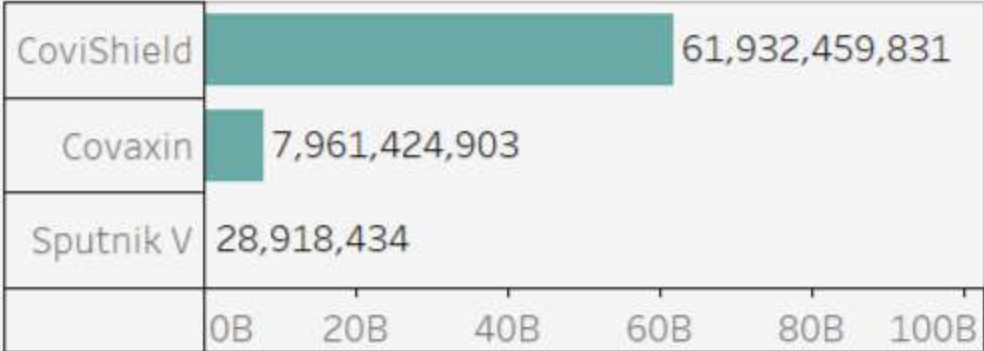 CoviShield 61,932,459,831
Covaxin 7,961,424,903
Sputnik V 28,918,434
0B 20B 40B 60B 80B 100B